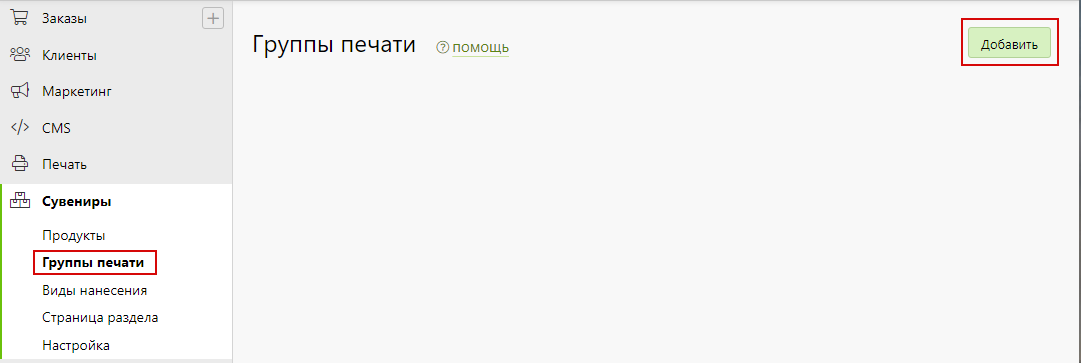 Заказы
Клиенты
Маркетинг
CMS
Печать
Сувениры
Продукты
Группы печати
Виды нанесения
Страница раздела
Настройка
Группы печати ? помощь
Добавить